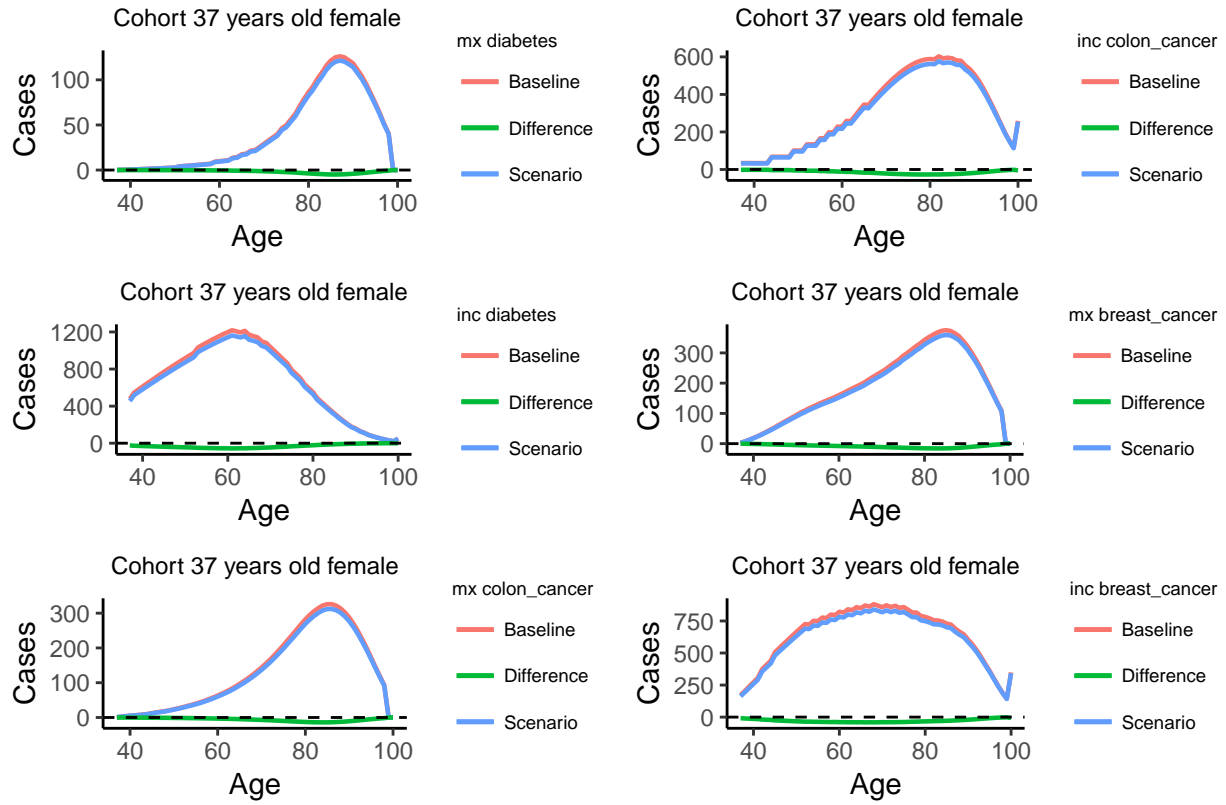 Cohort 37 years old female
mx diabetes
Cases
100
50
0
40 60 80 100
Age
Baseline
Difference
Scenario
Cohort 37 years old female
inc colon_cancer
Cases
600
400
200
0
40 60 80 100
Age
Baseline
Difference
Scenario
Cohort 37 years old female
inc diabetes
Cases
1200
800
400
0
40 60 80 100
Age
Baseline
Difference
Scenario
Cohort 37 years old female
mx breast_cancer
Cases
300
200
100
0
40 60 80 100
Age
Baseline
Difference
Scenario
Cohort 37 years old female
mx colon_cancer
Cases
300
200
100
0
40 60 80 100
Age
Baseline
Difference
Scenario
Cohort 37 years old female
inc breast_cancer
Cases
750
500
250
0
40 60 80 100
Age
Baseline
Difference
Scenario